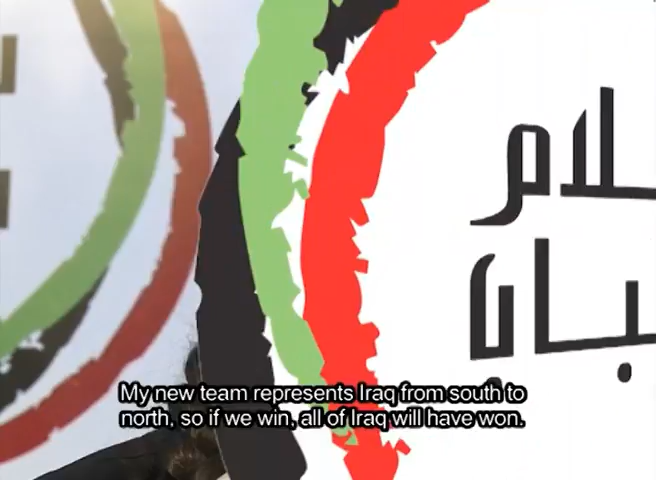 لام
باب
My new team represents Iraq from south to
north, so if we win, all of Iraq will have won.